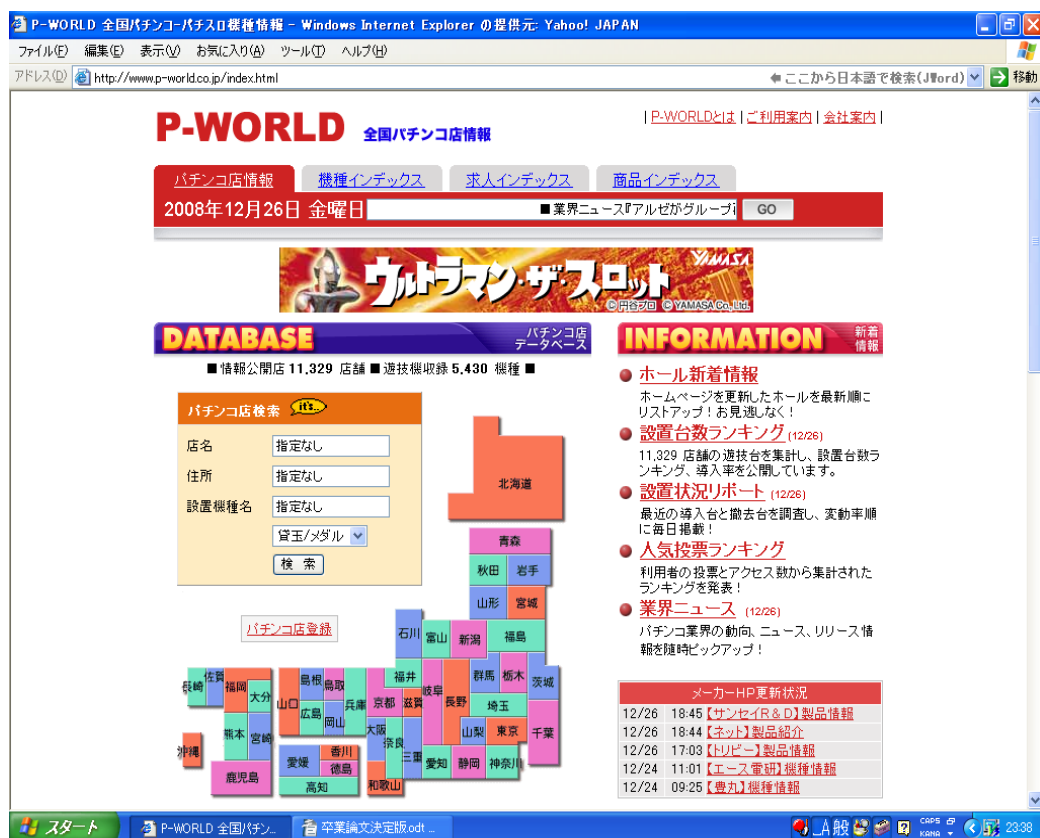 P-WORLD 全国パチンコ-パチスロ機種情報 - Windows Internet Explorer の提供元: Yahoo! JAPAN
ファイル(F) 編集(E) 表示(V) お気に入り(A) ツール(T) ヘルプ(H)
アドレス(D) http://www.p-world.co.jp/index.html ここから日本語で検索(JWord) 移動
P-WORLD 全国パチンコ店情報
| P-WORLDとは | ご利用案内 | 会社案内 |
パチンコ店情報 機種インデックス 求人インデックス 商品インデックス
2008年12月26日 金曜日 ■業界ニュース『アルゼがグループi GO
ウルトラマン・ザ・スロット
YAMASA
©円谷プロ © YAMASA Co., Ltd.
DATABASE パチンコ店データベース
■情報公開店 11,329 店舗 ■遊技機収録 5,430 機種 ■
パチンコ店検索 it's..
店名 指定なし
住所 指定なし
設置機種名 指定なし
貸玉/メダル
検 索
パチンコ店登録
北海道
青森
秋田 岩手
山形 宮城
石川 富山 新潟 福島
福井 岐阜 長野 群馬 栃木 茨城
埼玉
山梨 東京 千葉
愛知 静岡 神奈川
長崎 佐賀 福岡 大分
熊本 宮崎
沖縄
鹿児島
山口 島根 鳥取
広島 岡山 兵庫 京都 滋賀
大阪 奈良 三重
和歌山
愛媛 香川
徳島
高知
INFORMATION 新着情報
ホール新着情報
ホームページを更新したホールを最新順に
リストアップ!お見逃しなく!
設置台数ランキング (12/26)
11,329 店舗の遊技台を集計し、設置台数ラ
ンキング、導入率を公開しています。
設置状況リポート (12/26)
最近の導入台と撤去台を調査し、変動率順
に毎日掲載!
人気投票ランキング
利用者の投票とアクセス数から集計された
ランキングを発表!
業界ニュース (12/26)
パチンコ業界の動向、ニュース、リリース情
報を随時ピックアップ!
メーカーHP更新状況
12/26 18:45【サンセイR&D】製品情報
12/26 18:44【ネット】製品紹介
12/26 17:03【トリビー】製品情報
12/24 11:01【エース電研】機種情報
12/24 09:25【豊丸】機種情報
スタート P-WORLD 全国パチン... 卒業論文決定版.odt ... A 般 CAPS KANA 23:38